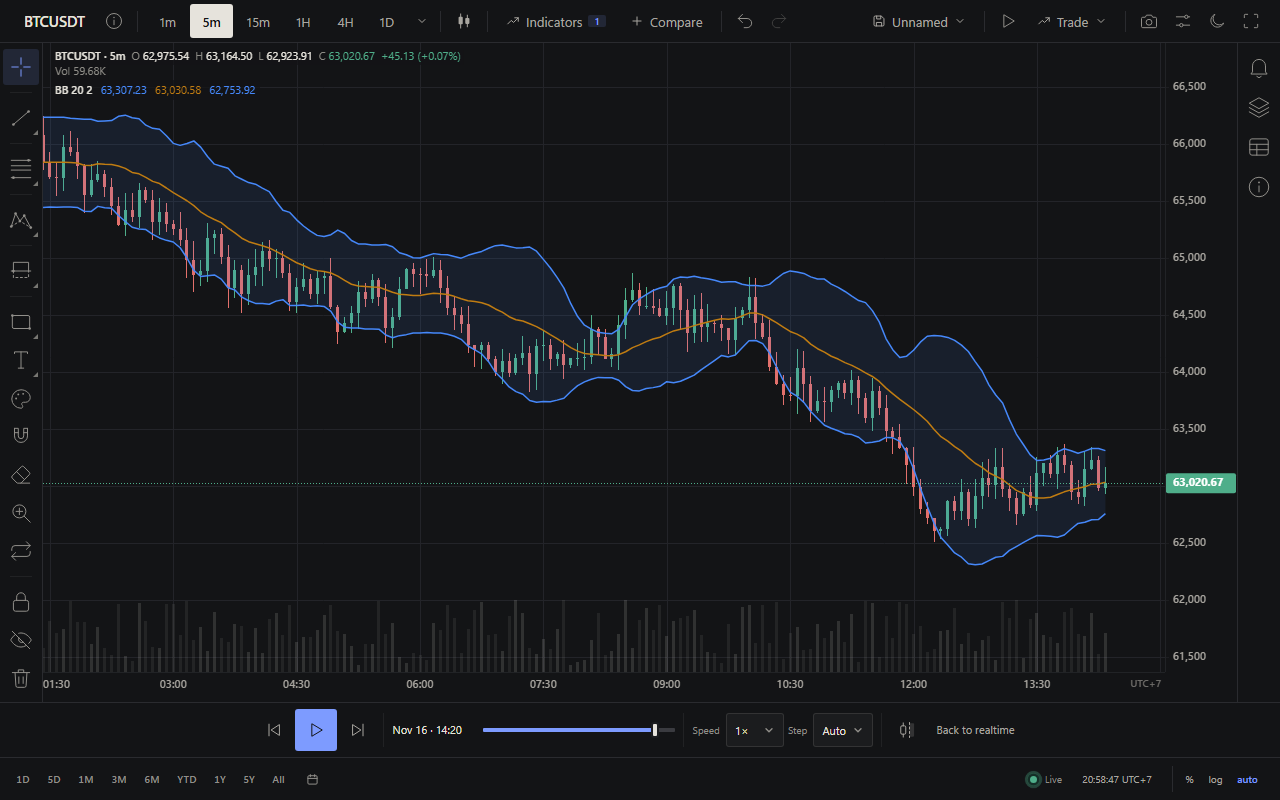 BTCUSDT 1m 5m 15m 1H 4H 1D Indicators 1 Compare Unnamed Trade
BTCUSDT · 5m O 62,975.54 H 63,164.50 L 62,923.91 C 63,020.67 +45.13 (+0.07%)
Vol 59.68K
BB 20 2 63,307.23 63,030.58 62,753.92
66,500
66,000
65,500
65,000
64,500
64,000
63,500
63,020.67
62,500
62,000
61,500
01:30 03:00 04:30 06:00 07:30 09:00 10:30 12:00 13:30 UTC+7
Nov 16 · 14:20 Speed 1× Step Auto Back to realtime
1D 5D 1M 3M 6M YTD 1Y 5Y All Live 20:58:47 UTC+7 % log auto